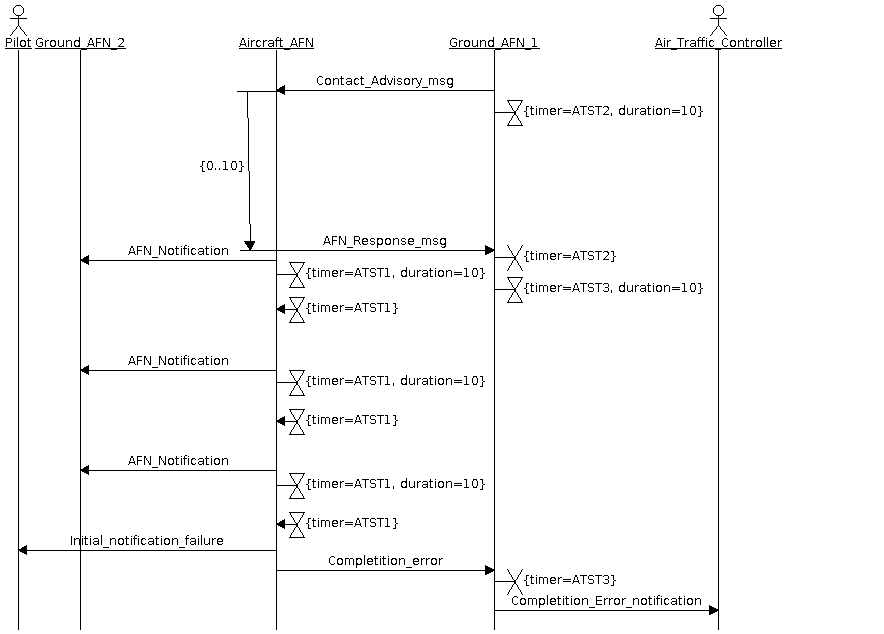 Pilot Ground_AFN_2 Aircraft_AFN Ground_AFN_1 Air_Traffic_Controller
Contact_Advisory_msg
{timer=ATST2, duration=10}
{0..10}
AFN_Response_msg
AFN_Notification
{timer=ATST2}
{timer=ATST1, duration=10}
{timer=ATST3, duration=10}
{timer=ATST1}
AFN_Notification
{timer=ATST1, duration=10}
{timer=ATST1}
AFN_Notification
{timer=ATST1, duration=10}
{timer=ATST1}
Initial_notification_failure
Completition_error
{timer=ATST3}
Completition_Error_notification